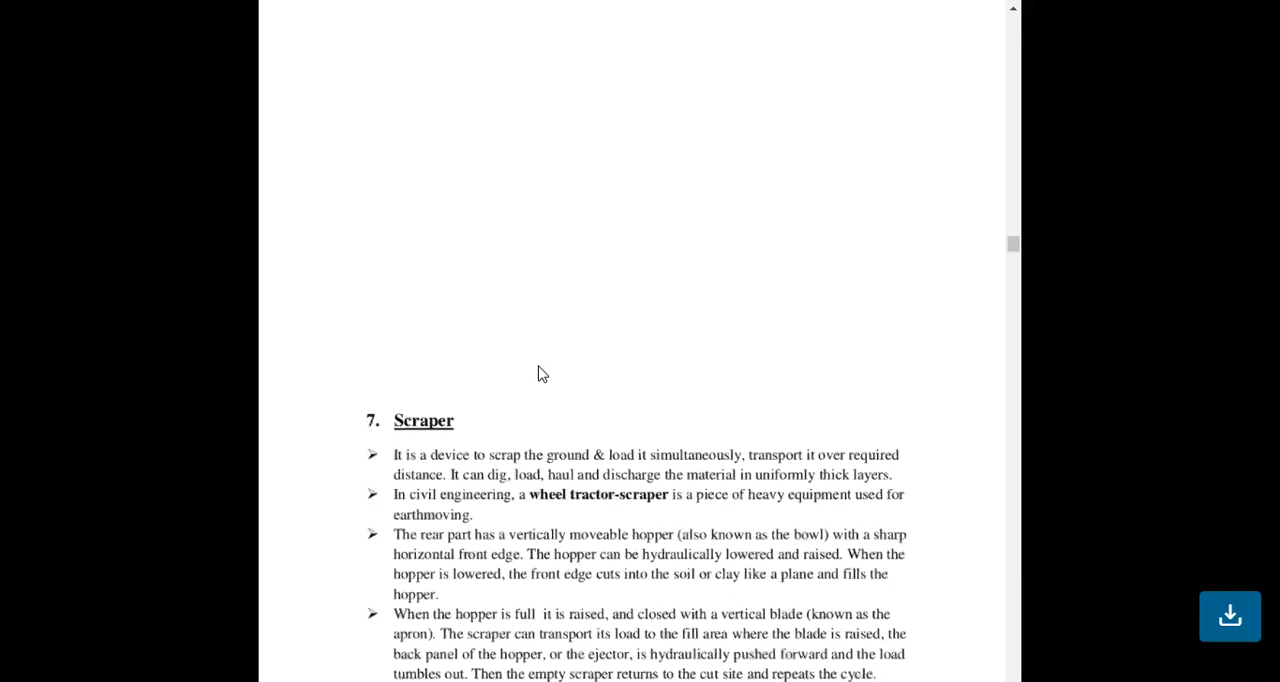 7. Scraper
➢ It is a device to scrap the ground & load it simultaneously, transport it over required
distance. It can dig, load, haul and discharge the material in uniformly thick layers.
➢ In civil engineering, a wheel tractor-scraper is a piece of heavy equipment used for
earthmoving.
➢ The rear part has a vertically moveable hopper (also known as the bowl) with a sharp
horizontal front edge. The hopper can be hydraulically lowered and raised. When the
hopper is lowered, the front edge cuts into the soil or clay like a plane and fills the
hopper.
➢ When the hopper is full it is raised, and closed with a vertical blade (known as the
apron). The scraper can transport its load to the fill area where the blade is raised, the
back panel of the hopper, or the ejector, is hydraulically pushed forward and the load
tumbles out. Then the empty scraper returns to the cut site and repeats the cycle.